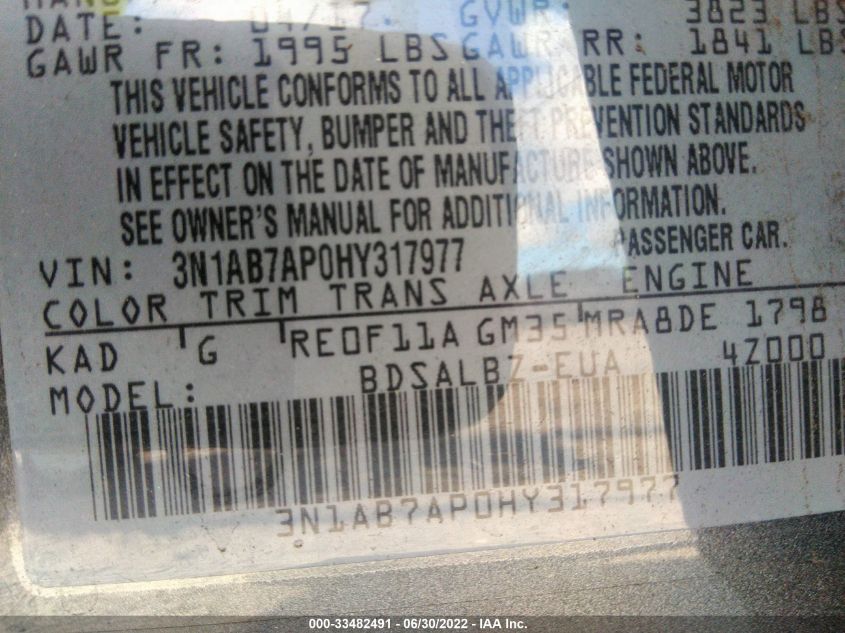 DATE: 04/17 GVWR: 3823 LBS
GAWR FR: 1995 LBS GAWR RR: 1841 LBS
THIS VEHICLE CONFORMS TO ALL APPLICABLE FEDERAL MOTOR
VEHICLE SAFETY, BUMPER AND THEFT PREVENTION STANDARDS
IN EFFECT ON THE DATE OF MANUFACTURE SHOWN ABOVE.
SEE OWNER'S MANUAL FOR ADDITIONAL INFORMATION.
VIN: 3N1AB7AP0HY317977 PASSENGER CAR.
COLOR TRIM TRANS AXLE ENGINE
KAD G RE0F11A GM35 MRA8DE 1798
MODEL: BDSALBZ-EUA 4Z000
3N1AB7AP0HY317977
000-33482491 - 06/30/2022 - IAA Inc.